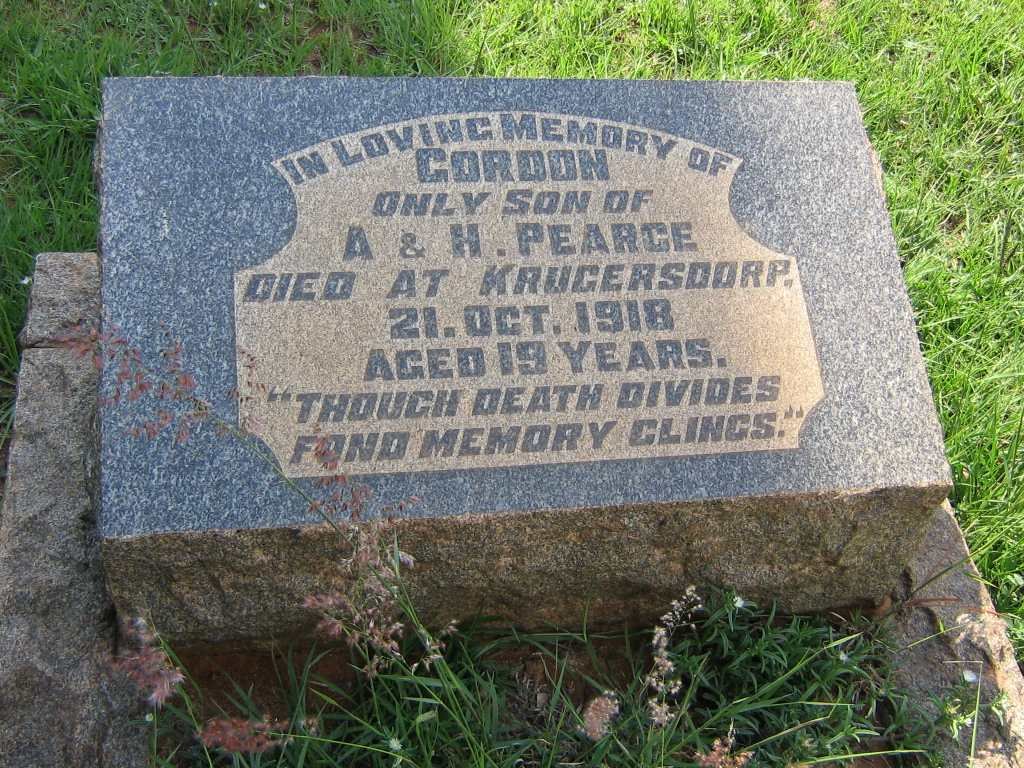 IN LOVING MEMORY OF
GORDON
ONLY SON OF
A & H. PEARCE
DIED AT KRUGERSDORP,
21. OCT. 1918
AGED 19 YEARS.
"THOUGH DEATH DIVIDES
FOND MEMORY CLINGS."